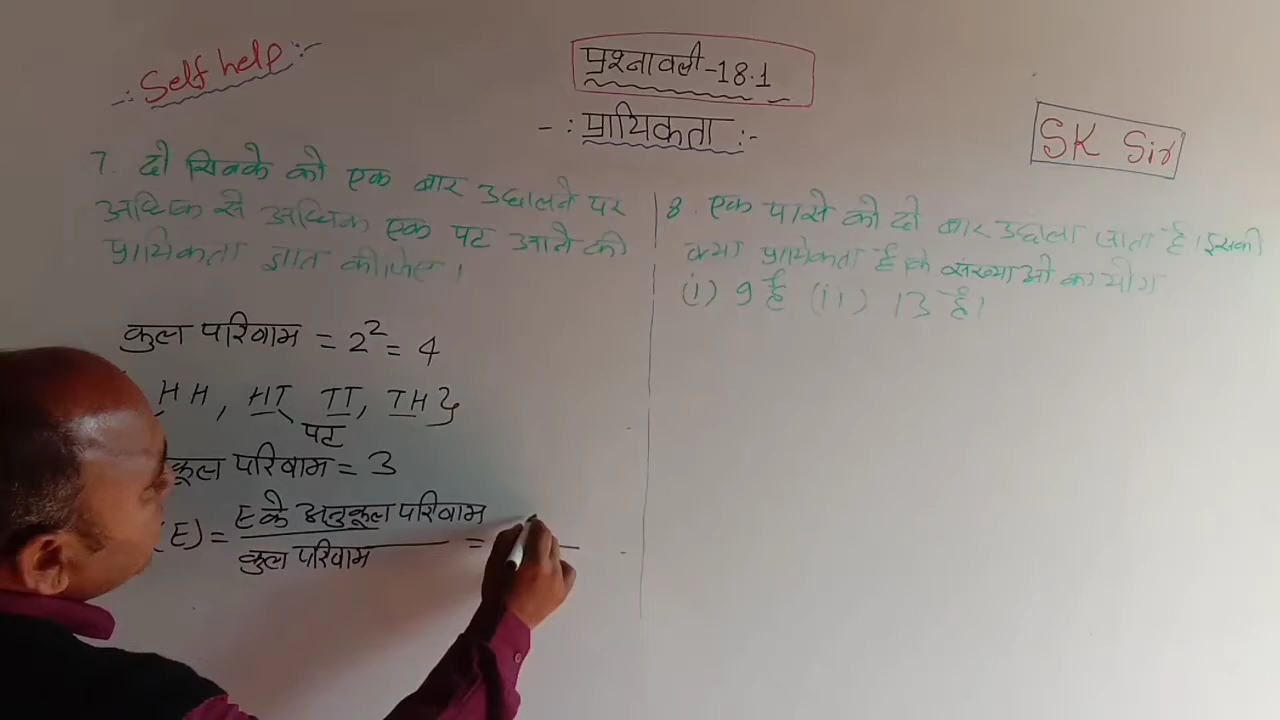 -: Self help :-
प्रश्नावली-18.1
-: प्रायिकता :-
SK Sir
7. दो सिक्के को एक बार उछालने पर
अधिक से अधिक एक पट आने की
प्रायिकता ज्ञात कीजिए।
कुल परिणाम = 2² = 4
HH, HT, TT, TH}
पट
कूल परिणाम = 3
(E) = E के अनुकूल परिणाम
कुल परिणाम =
8. एक पासे को दो बार उछाला जाता है। इसकी
क्या प्रायिकता है कि संख्याओं का योग
(i) 9 है (ii) 13 है।